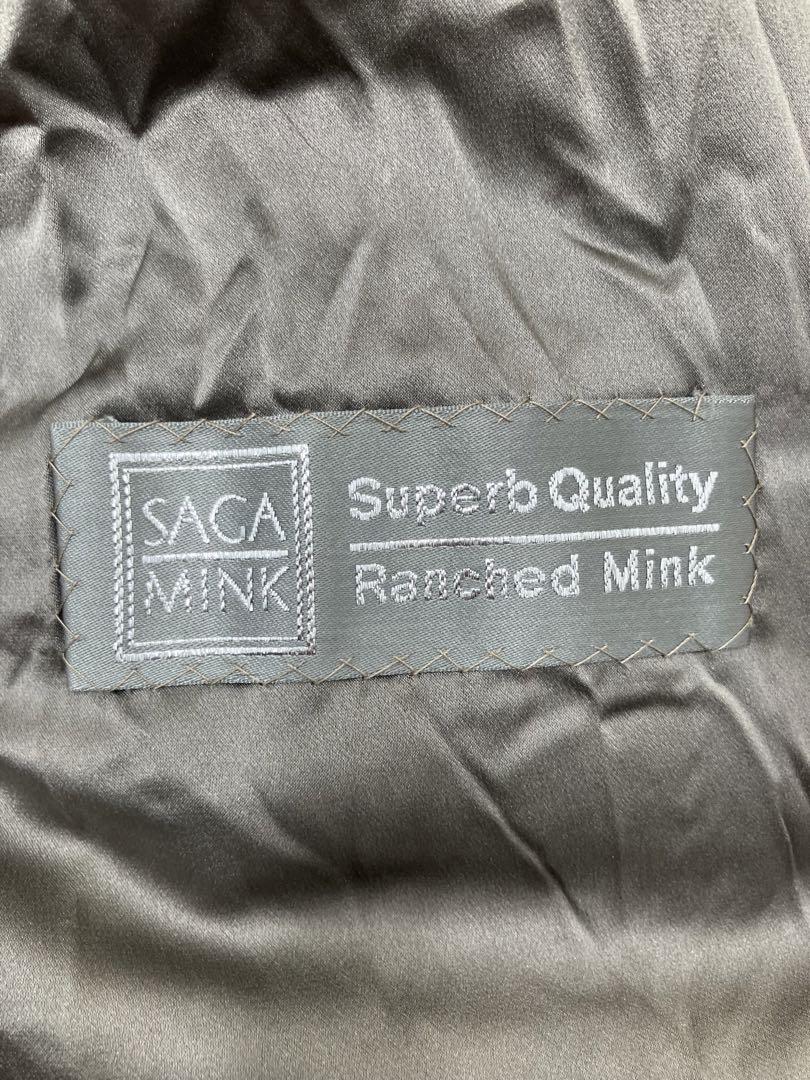 SAGA
MINK
Superb Quality
Ranched Mink